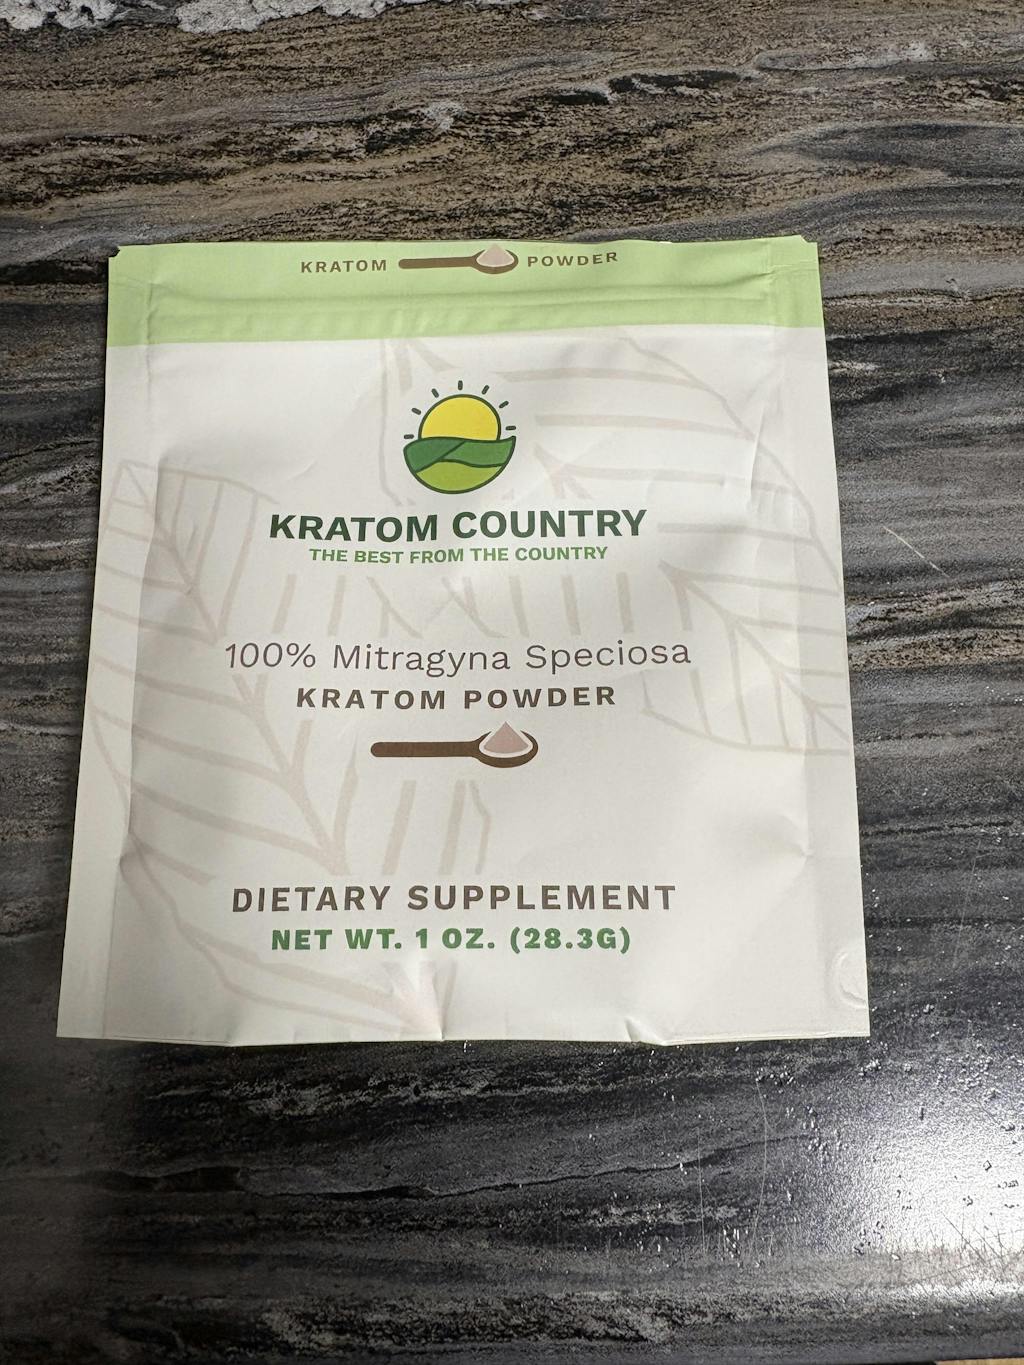 KRATOM POWDER
KRATOM COUNTRY
THE BEST FROM THE COUNTRY
100% Mitragyna Speciosa
KRATOM POWDER
DIETARY SUPPLEMENT
NET WT. 1 OZ. (28.3G)